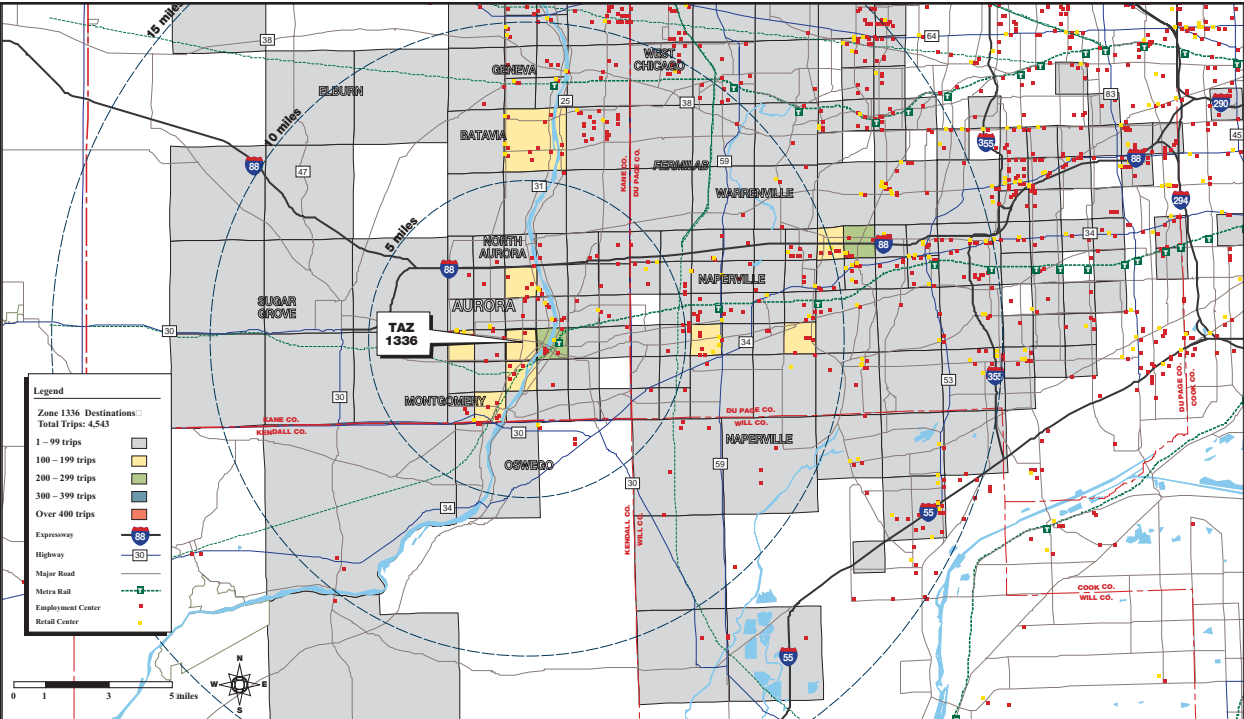 15 miles
38
64
WEST
CHICAGO
GENEVA
ELBURN
25
38
83
290
10 miles
BATAVIA
45
355
88
47
KANE CO.
DU PAGE CO.
FERMILAB
59
88
31
WARRENVILLE
294
5 miles
NORTH
AURORA
34
88
88
NAPERVILLE
SUGAR
GROVE
AURORA
TAZ
1336
30
34
355
53
DU PAGE CO.
COOK CO.
30
MONTGOMERY
KANE CO.
KENDALL CO.
DU PAGE CO.
WILL CO.
30
NAPERVILLE
OSWEGO
59
30
34
55
KENDALL CO.
WILL CO.
COOK CO.
WILL CO.
55
Legend
Zone 1336 Destinations
Total Trips: 4,543
1 – 99 trips
100 – 199 trips
200 – 299 trips
300 – 399 trips
Over 400 trips
Expressway
88
Highway
30
Major Road
Metra Rail
T
Employment Center
Retail Center
N
W
E
S
0
1
3
5 miles